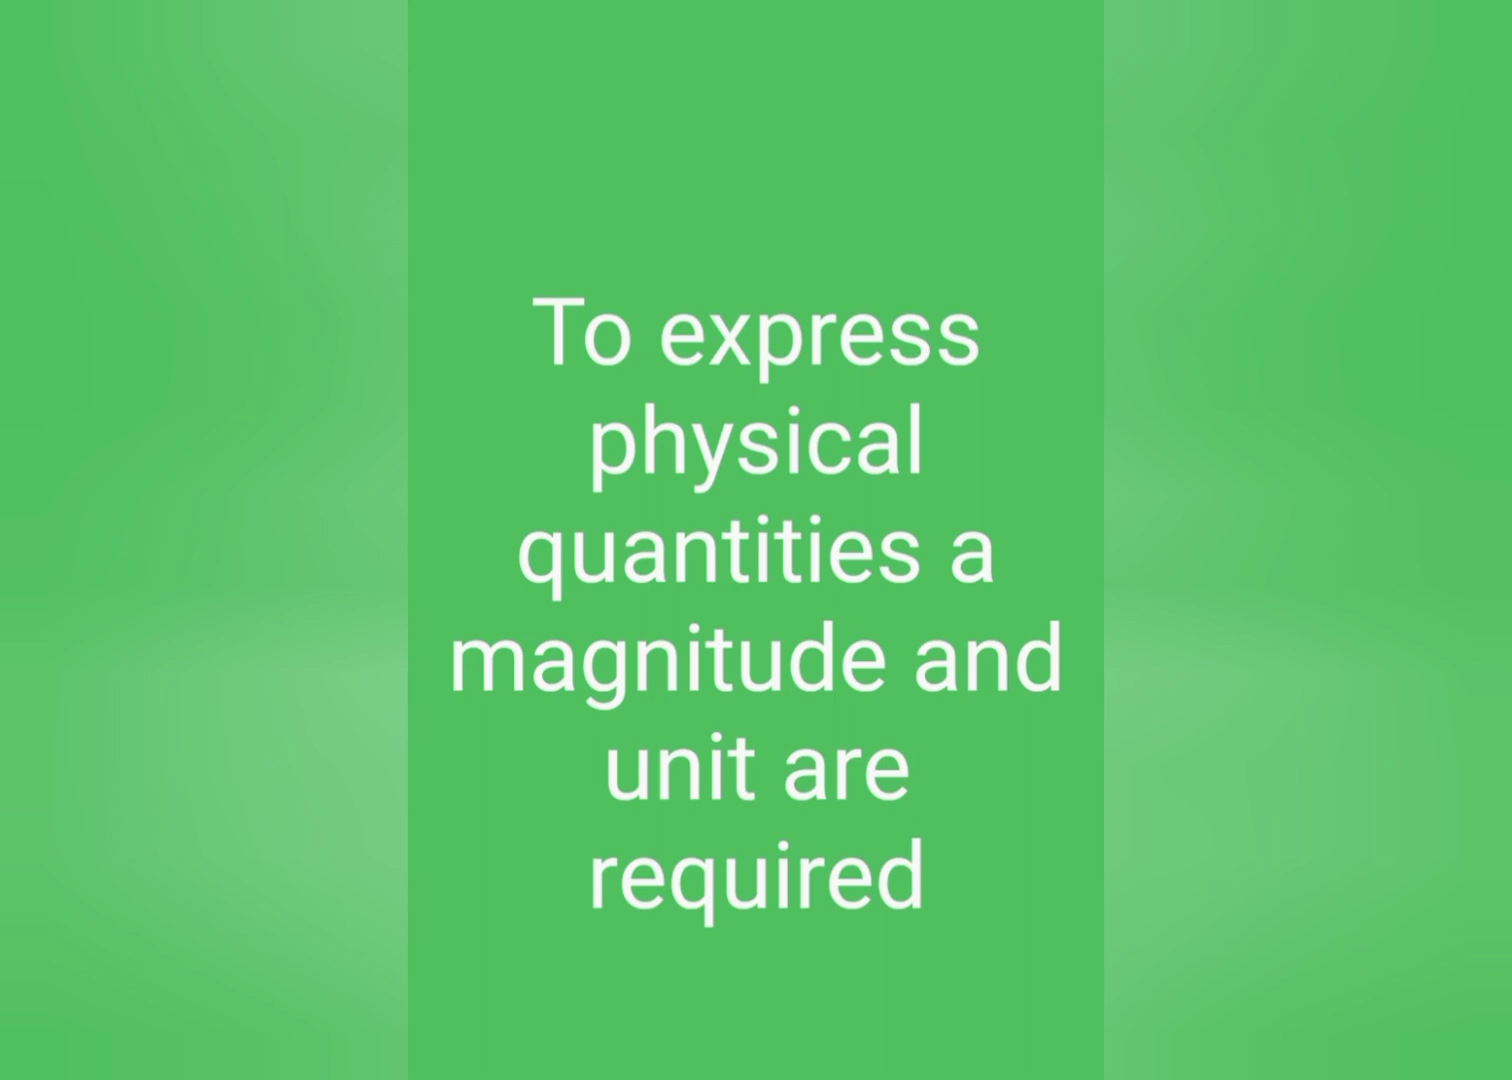 To express
physical
quantities a
magnitude and
unit are
required